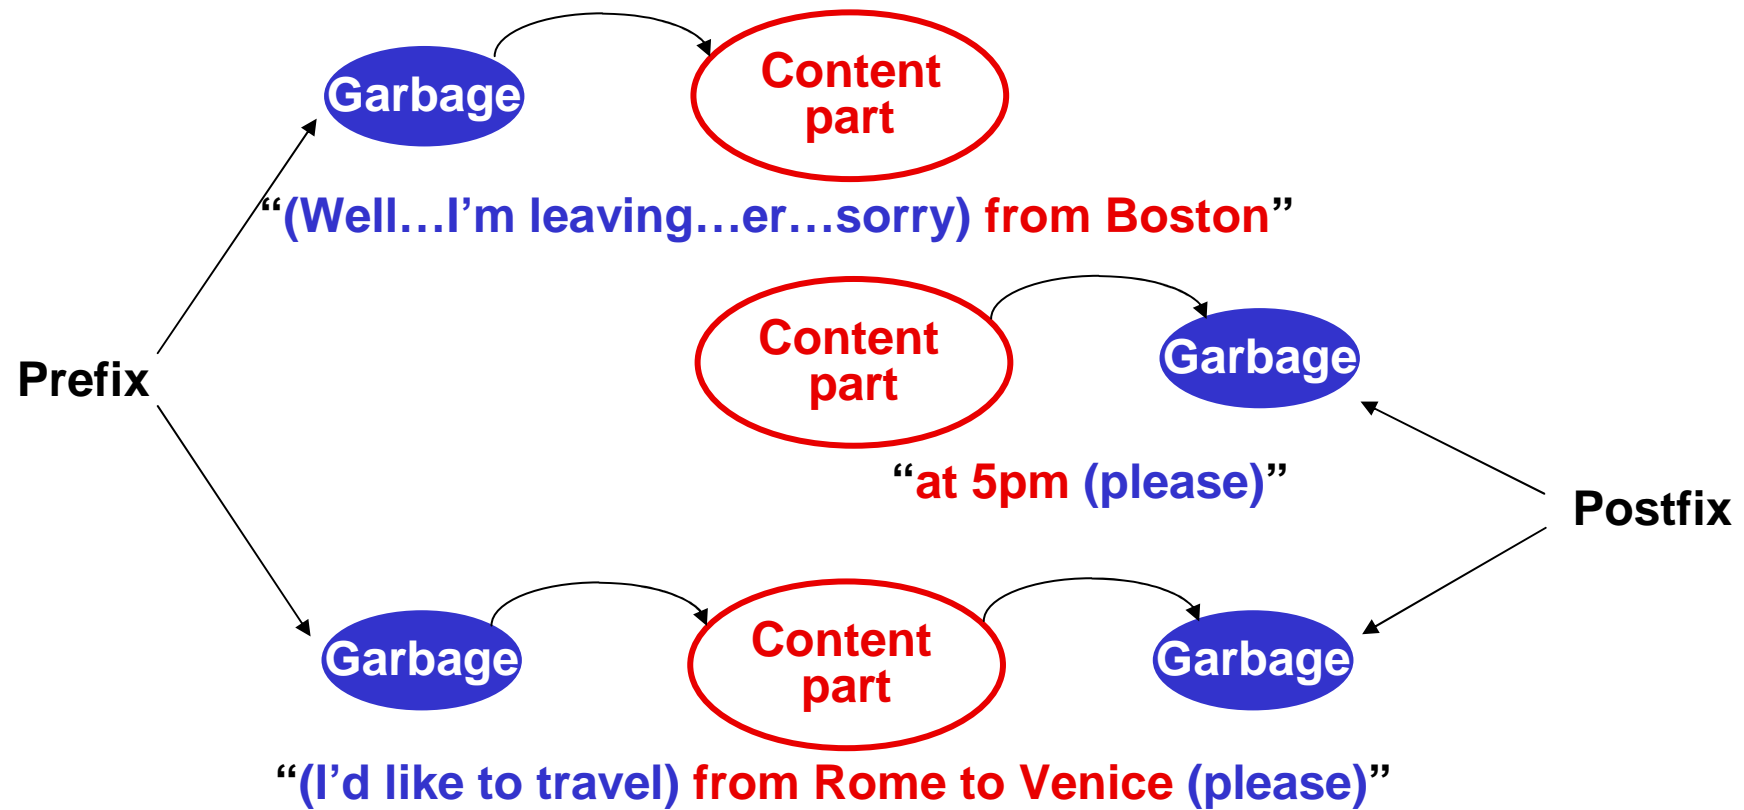 Garbage
Content
part
“(Well…I’m leaving…er…sorry) from Boston”
Prefix
Content
part
Garbage
“at 5pm (please)”
Postfix
Garbage
Content
part
Garbage
“(I’d like to travel) from Rome to Venice (please)”